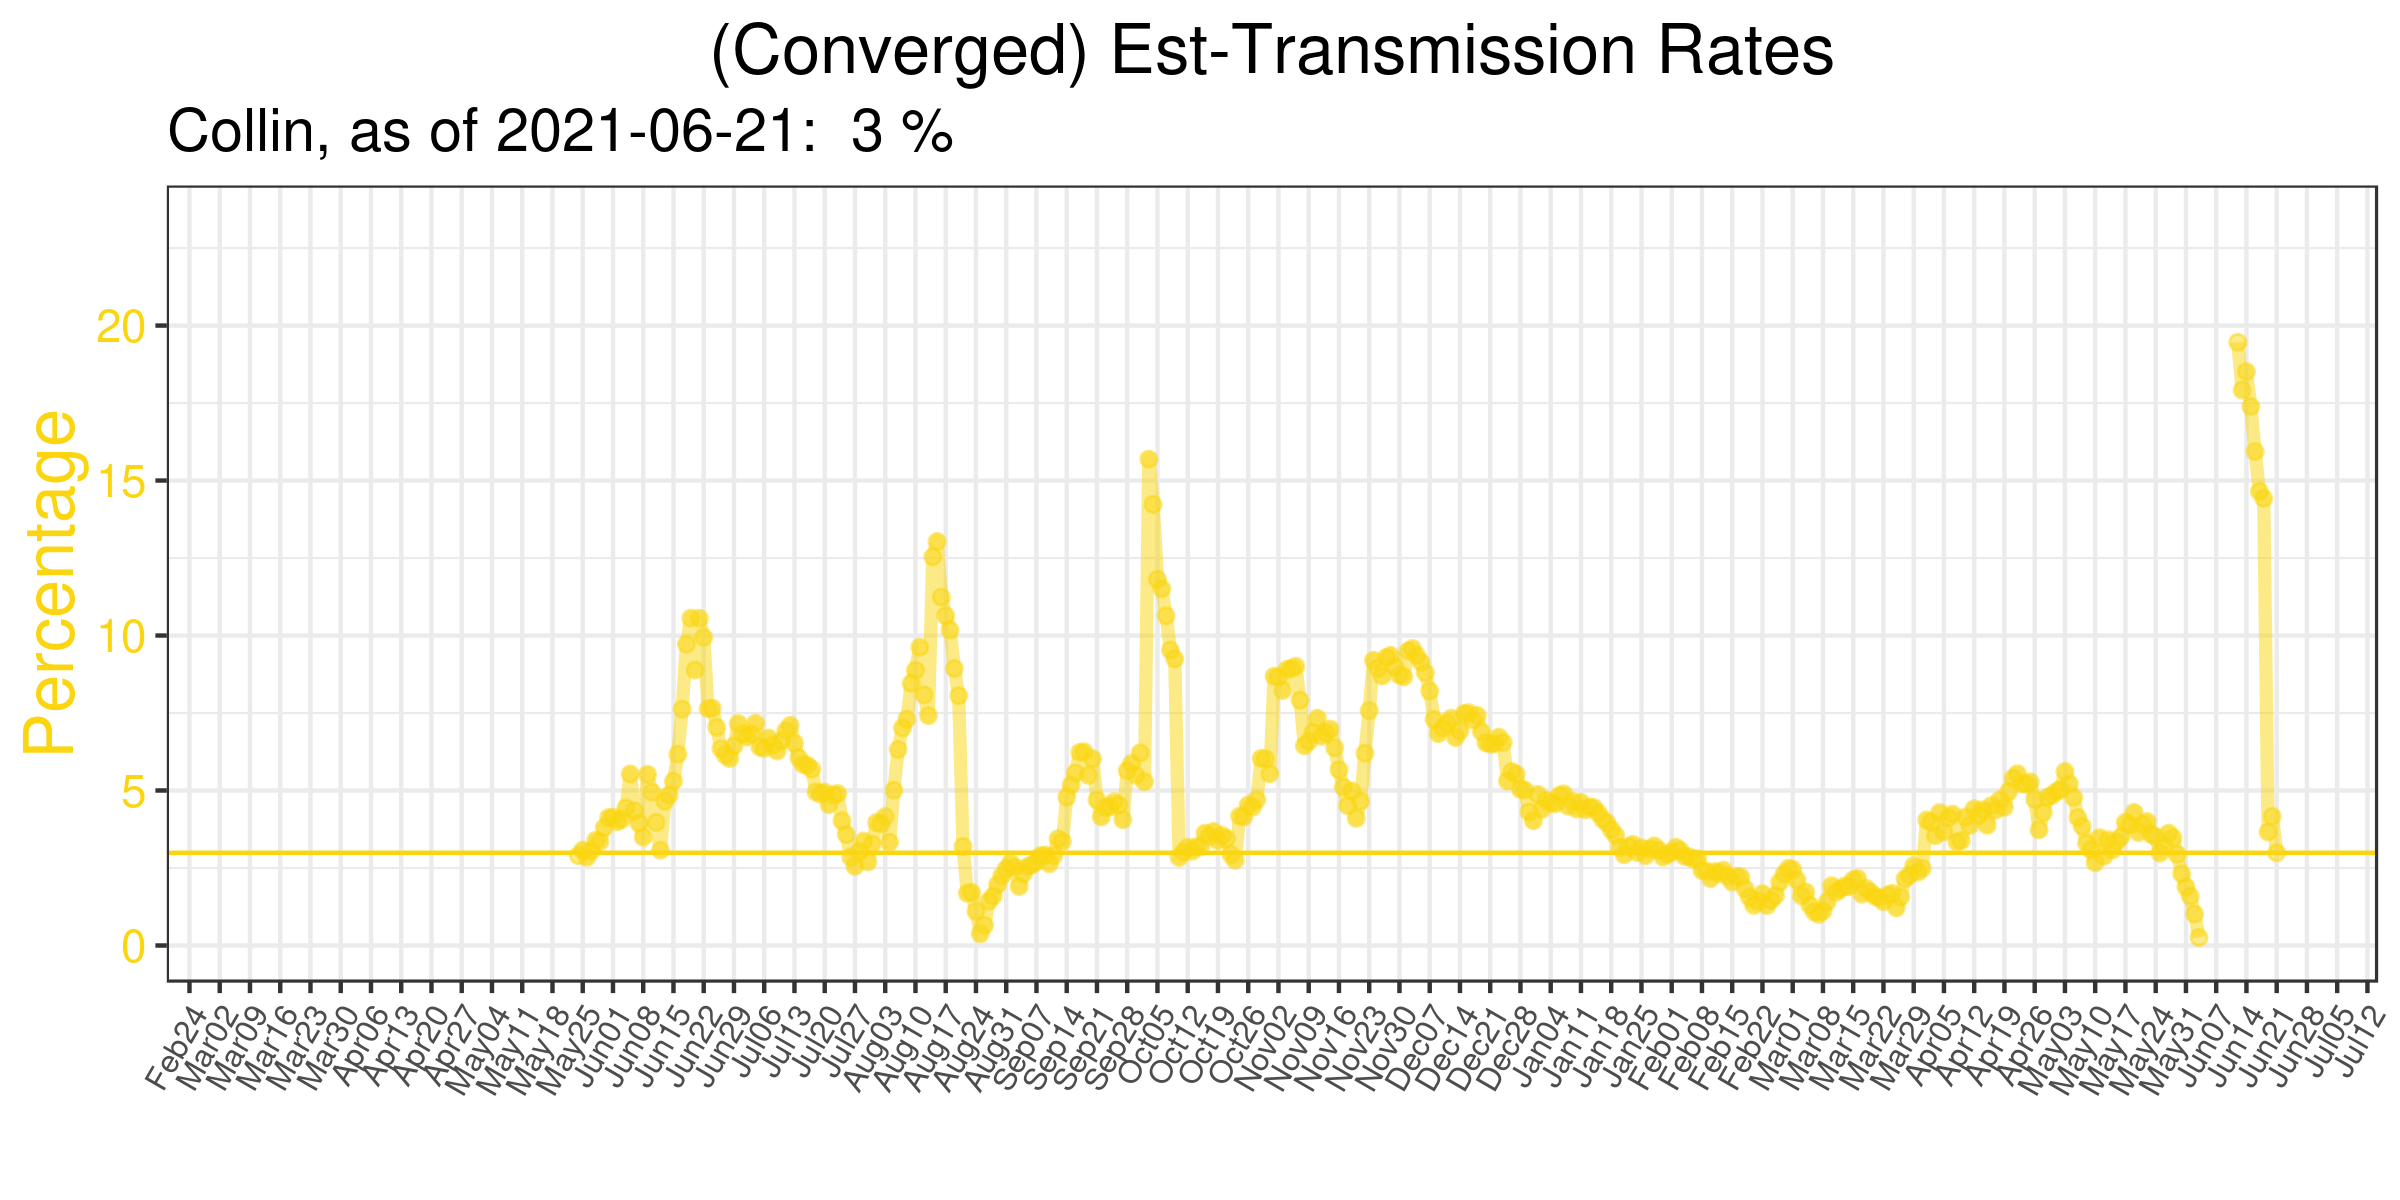 (Converged) Est-Transmission Rates
Collin, as of 2021-06-21:  3 %
Percentage
20
15
10
5
0
Feb24
Mar02
Mar09
Mar16
Mar23
Mar30
Apr06
Apr13
Apr20
Apr27
May04
May11
May18
May25
Jun01
Jun08
Jun15
Jun22
Jun29
Jul06
Jul13
Jul20
Jul27
Aug03
Aug10
Aug17
Aug24
Aug31
Sep07
Sep14
Sep21
Sep28
Oct05
Oct12
Oct19
Oct26
Nov02
Nov09
Nov16
Nov23
Nov30
Dec07
Dec14
Dec21
Dec28
Jan04
Jan11
Jan18
Jan25
Feb01
Feb08
Feb15
Feb22
Mar01
Mar08
Mar15
Mar22
Mar29
Apr05
Apr12
Apr19
Apr26
May03
May10
May17
May24
May31
Jun07
Jun14
Jun21
Jun28
Jul05
Jul12